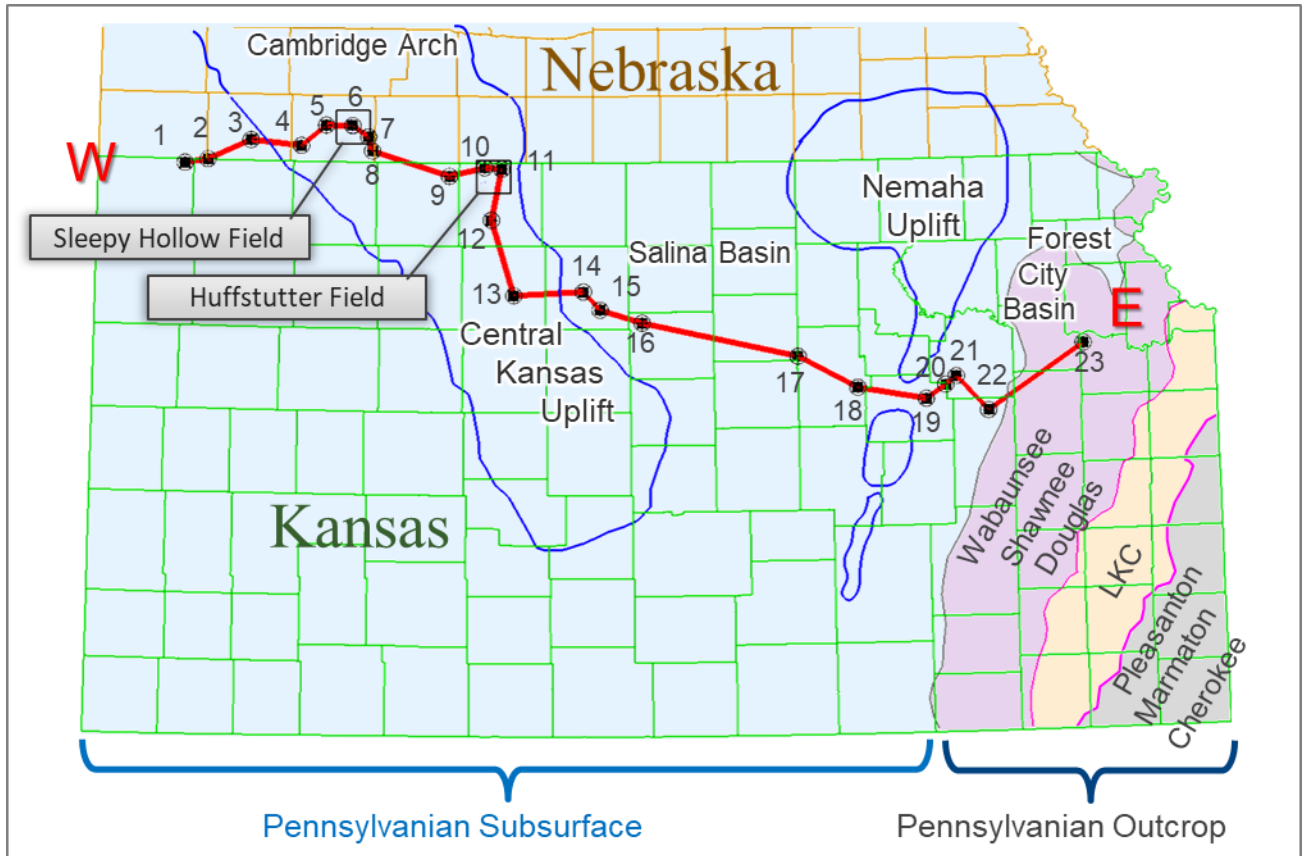 Cambridge Arch
Nebraska
1
2
3
4
5
6
7
8
9
10
11
W
Sleepy Hollow Field
Huffstutter Field
12
13
14
15
16
17
18
19
20
21
22
23
Salina Basin
Nemaha
Uplift
Forest
City
Basin
E
Central
Kansas
Uplift
Kansas
Wabaunsee
Shawnee
Douglas
LKC
Pleasanton
Marmaton
Cherokee
Pennsylvanian Subsurface
Pennsylvanian Outcrop